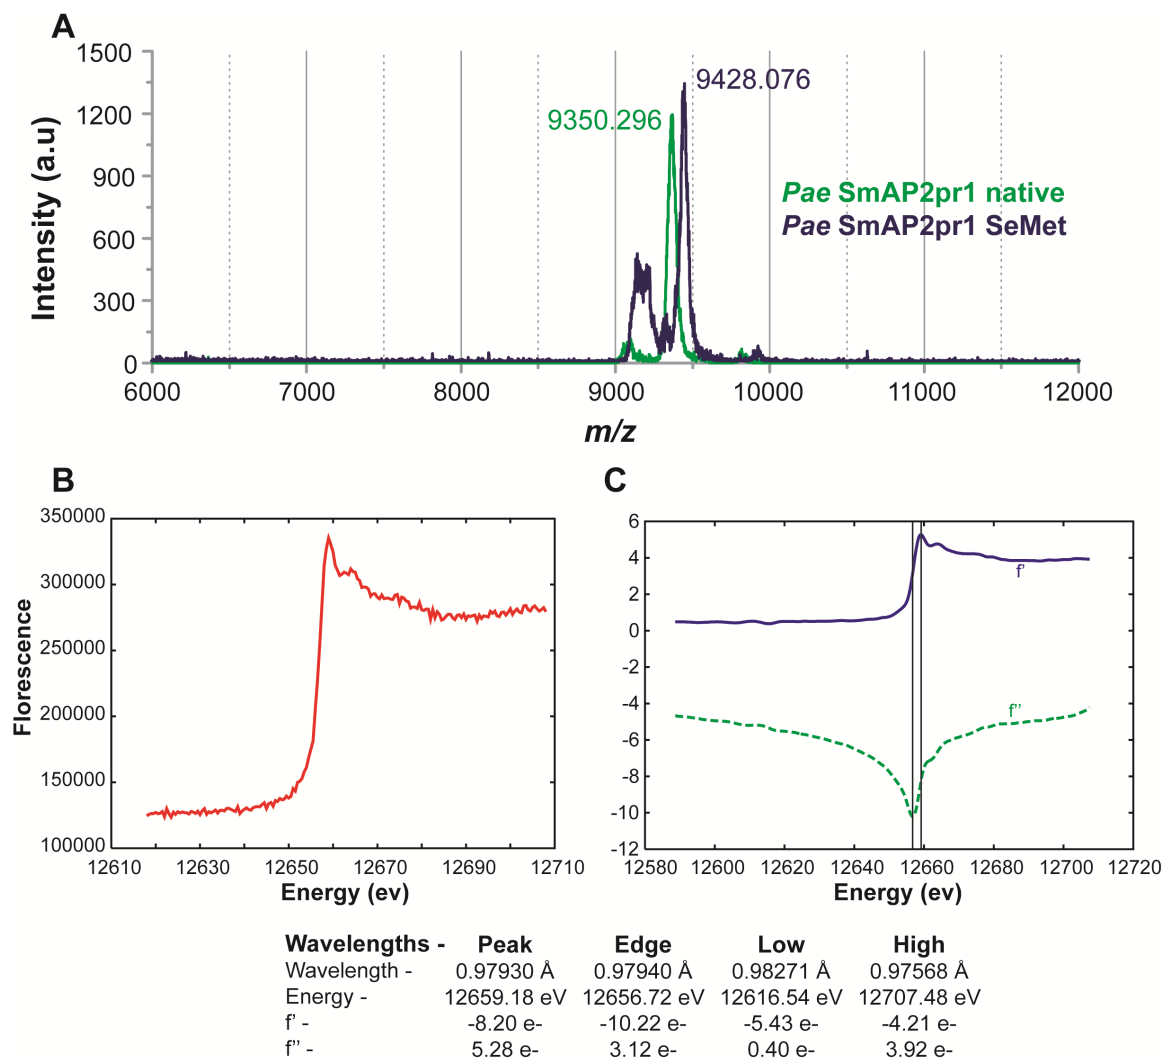 A
1500
1200
900
600
300
0
Intensity (a.u)
9428.076
9350.296
Pae SmAP2pr1 native
Pae SmAP2pr1 SeMet
6000 7000 8000 9000 10000 11000 12000
m/z
B
350000
300000
250000
200000
150000
100000
Florescence
12610 12630 12650 12670 12690 12710
Energy (ev)
C
6
4
2
0
-2
-4
-6
-8
-10
-12
f'
f''
12580 12600 12620 12640 12660 12680 12700 12720
Energy (ev)
Wavelengths - Peak Edge Low High
Wavelength - 0.97930 Å 0.97940 Å 0.98271 Å 0.97568 Å
Energy - 12659.18 eV 12656.72 eV 12616.54 eV 12707.48 eV
f' - -8.20 e- -10.22 e- -5.43 e- -4.21 e-
f'' - 5.28 e- 3.12 e- 0.40 e- 3.92 e-